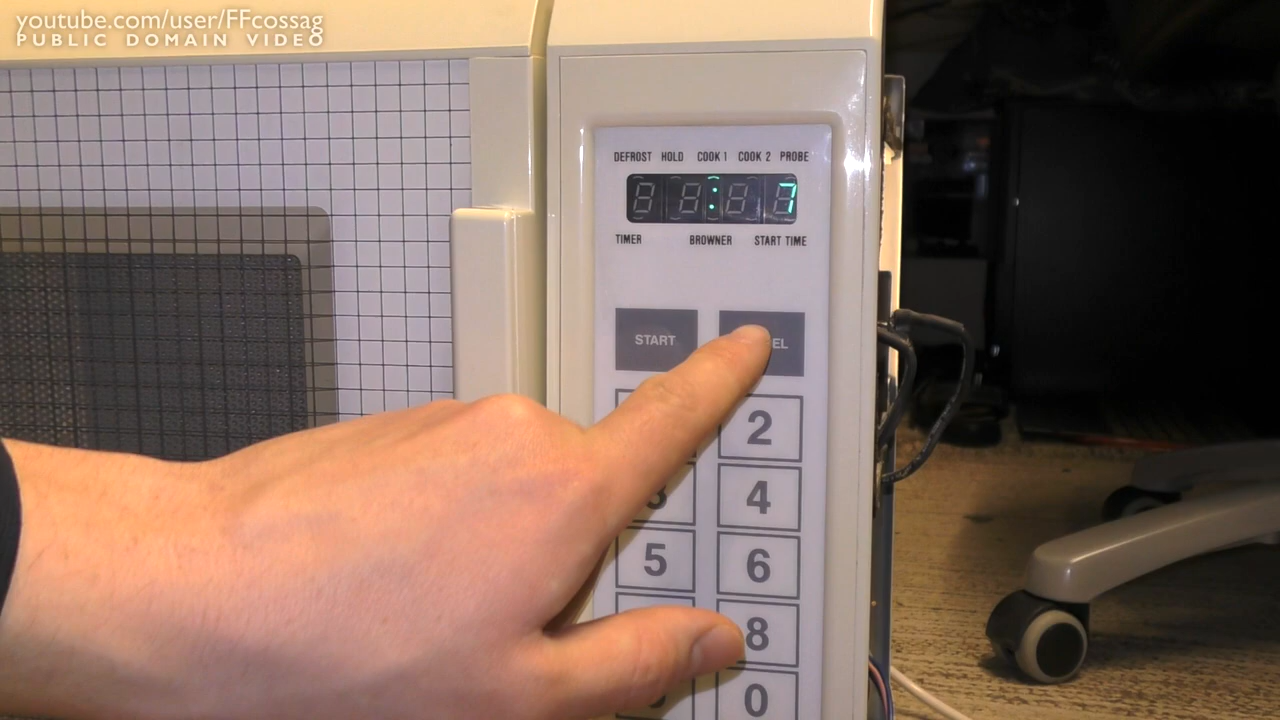 youtube.com/user/FFcossag
PUBLIC DOMAIN VIDEO
DEFROST HOLD COOK 1 COOK 2 PROBE
: 7
TIMER BROWNER START TIME
START
2
4
5 6
8
0